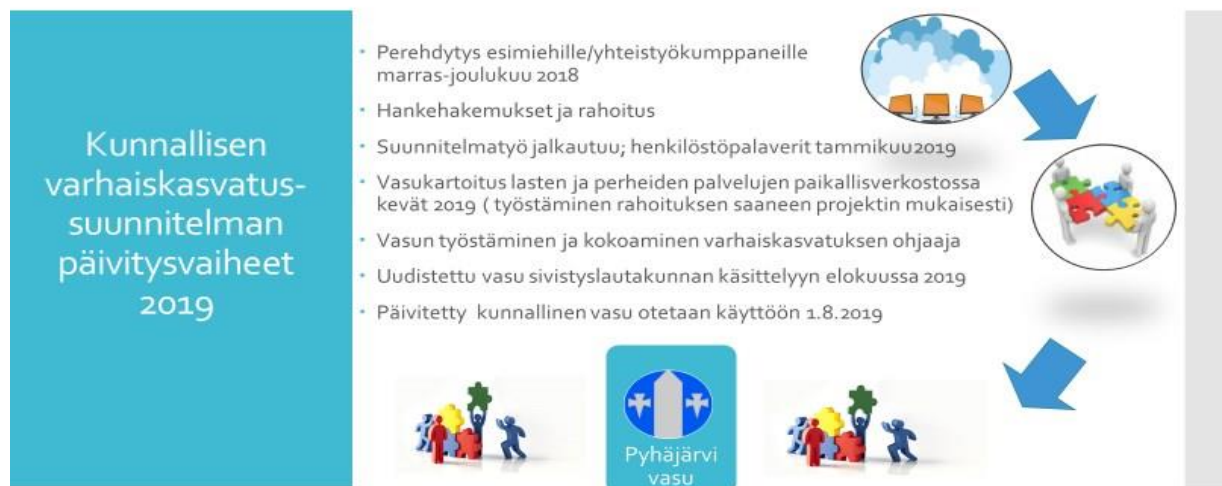 Kunnallisen
varhaiskasvatus-
suunnitelman
päivitysvaiheet
2019
• Perehdytys esimiehille/yhteistyökumppaneille
marras-joulukuu 2018
• Hankehakemukset ja rahoitus
• Suunnitelmatyö jalkautuu; henkilöstöpalaverit tammikuu2019
• Vasukartoitus lasten ja perheiden palvelujen paikallisverkostossa
kevät 2019 ( työstäminen rahoituksen saaneen projektin mukaisesti)
• Vasun työstäminen ja kokoaminen varhaiskasvatuksen ohjaaja
• Uudistettu vasu sivistyslautakunnan käsittelyyn elokuussa 2019
• Päivitetty kunnallinen vasu otetaan käyttöön 1.8.2019
Pyhäjärvi
vasu